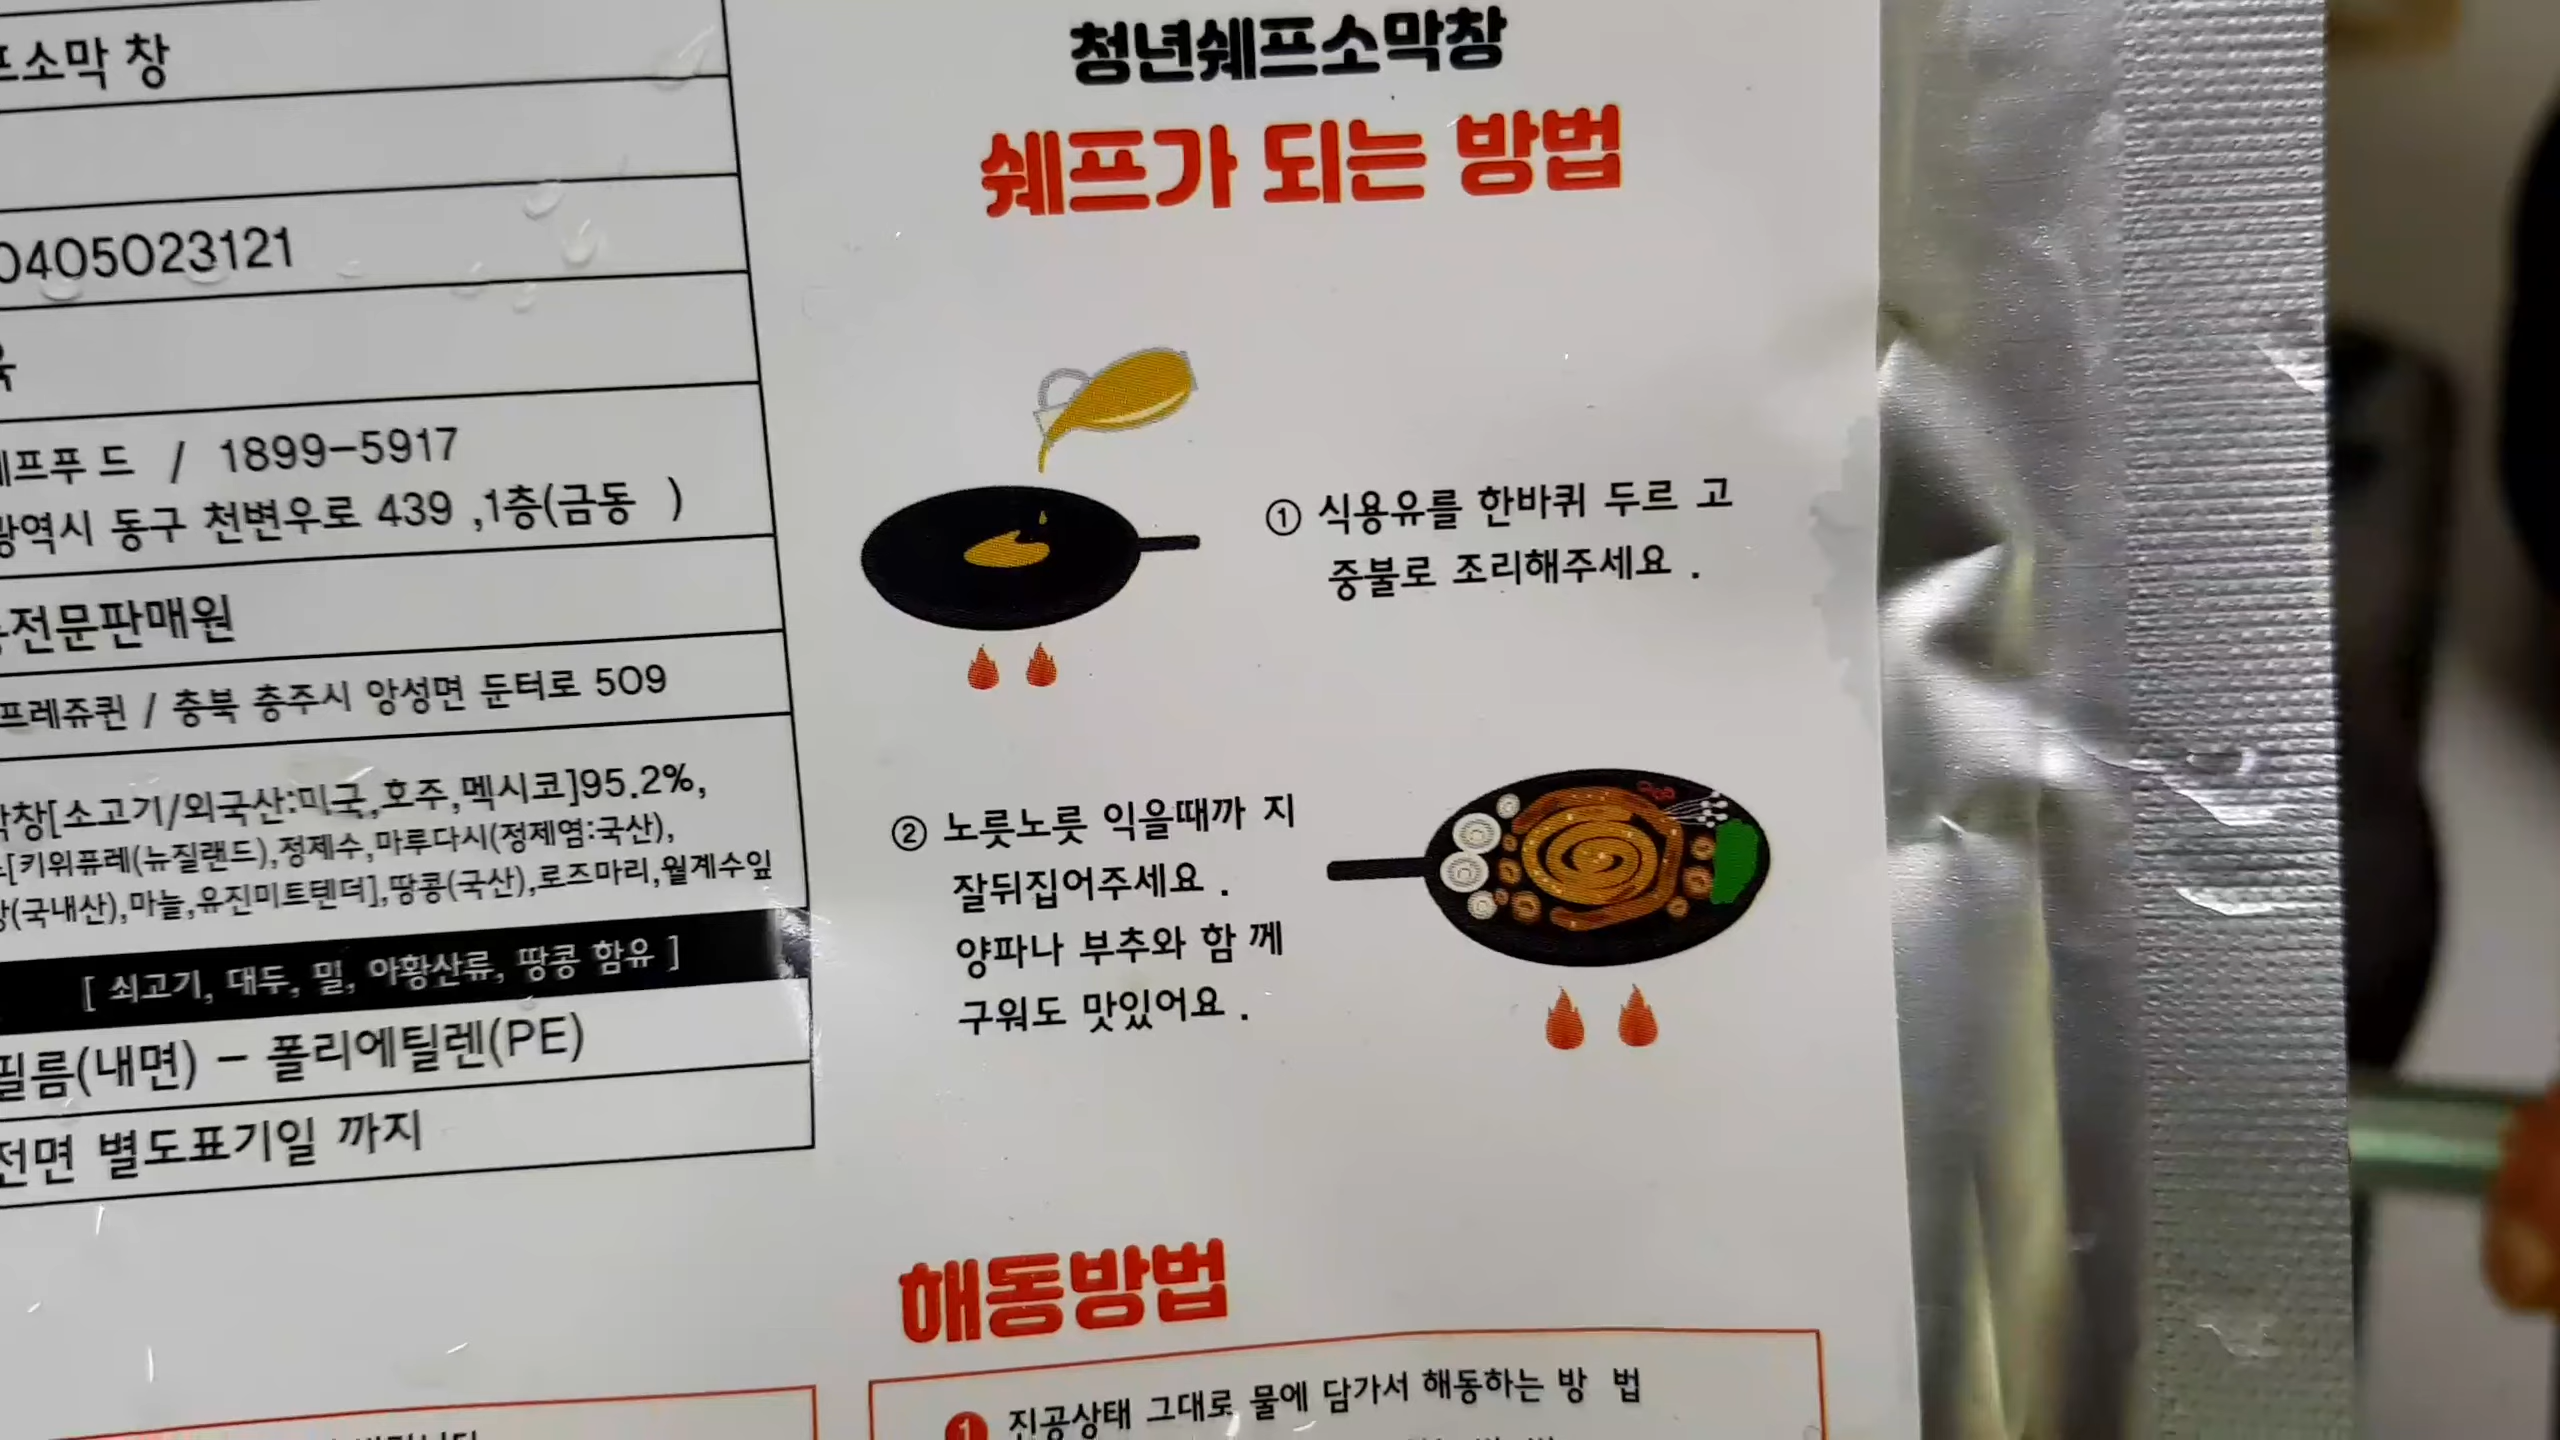 프소막 창
0405023121
육
쉐프푸 드 / 1899-5917
광역시 동구 천변우로 439 ,1층(금동 )
전문판매원
프레쥬퀸 / 충북 충주시 앙성면 둔터로 509
막창[소고기/외국산:미국,호주,멕시코]95.2%,
[키위퓨레(뉴질랜드),정제수,마루다시(정제염:국산),
(국내산),마늘,유진미트텐더],땅콩(국산),로즈마리,월계수잎
[ 쇠고기, 대두, 밀, 아황산류, 땅콩 함유 ]
필름(내면) - 폴리에틸렌(PE)
전면 별도표기일 까지
청년쉐프소막창
쉐프가 되는 방법
① 식용유를 한바퀴 두르 고
중불로 조리해주세요 .
② 노릇노릇 익을때까 지
잘뒤집어주세요 .
양파나 부추와 함 께
구워도 맛있어요 .
해동방법
1 진공상태 그대로 물에 담가서 해동하는 방 법